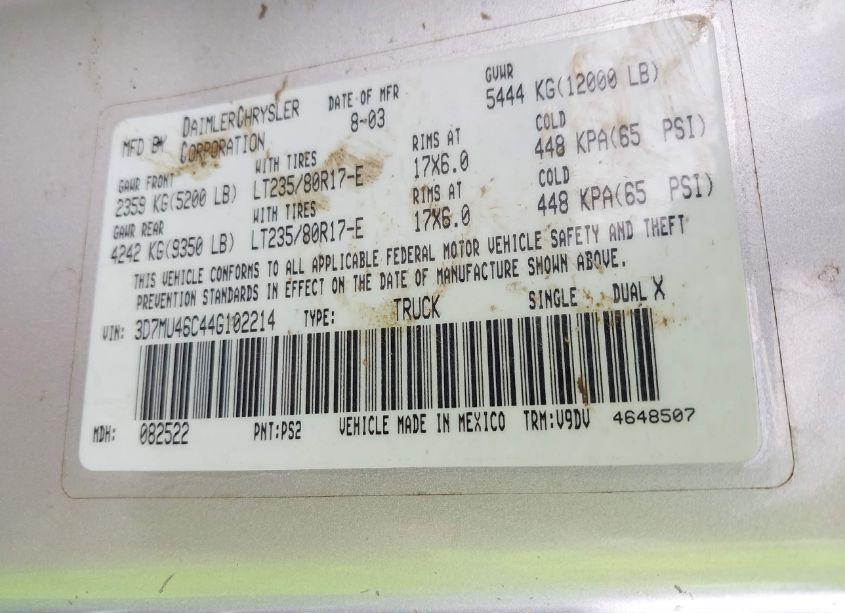 MFD BY DAIMLERCHRYSLER CORPORATION DATE OF MFR 8-03 GVWR 5444 KG(12000 LB)
GAWR FRONT WITH TIRES RIMS AT COLD
2359 KG(5200 LB) LT235/80R17-E 17X6.0 448 KPA(65 PSI)
GAWR REAR WITH TIRES RIMS AT COLD
4242 KG(9350 LB) LT235/80R17-E 17X6.0 448 KPA(65 PSI)
THIS VEHICLE CONFORMS TO ALL APPLICABLE FEDERAL MOTOR VEHICLE SAFETY AND THEFT
PREVENTION STANDARDS IN EFFECT ON THE DATE OF MANUFACTURE SHOWN ABOVE.
VIN: 3D7MU46C44G102214 TYPE: TRUCK SINGLE DUAL X
MDH: 082522 PNT:PS2 VEHICLE MADE IN MEXICO TRM:V9DV 4648507